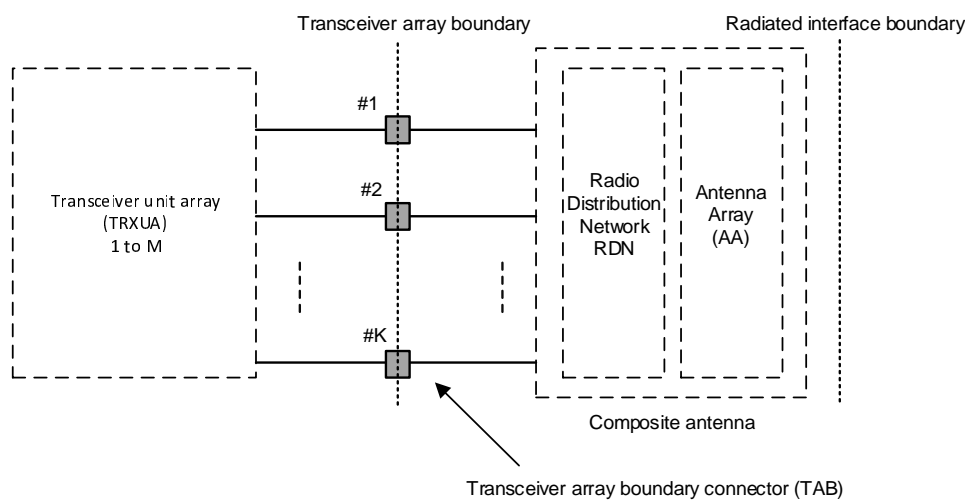 Transceiver array boundary
Radiated interface boundary
#1
#2
#K
Transceiver unit array
(TRXUA)
1 to M
Radio
Distribution
Network
RDN
Antenna
Array
(AA)
Composite antenna
Transceiver array boundary connector (TAB)